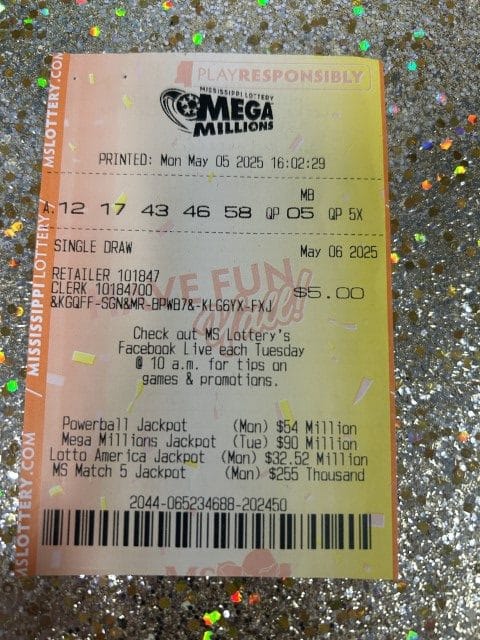 PLAYRESPONSIBLY
MISSISSIPPI LOTTERY
MEGA
MILLIONS
PRINTED: Mon May 05 2025 16:02:29
MB
A. 12 17 43 46 58 QP 05 QP 5X
SINGLE DRAW May 06 2025
RETAILER 101847
CLERK 10184700 $5.00
&KGQFF-SGN&MR-BPWB7&-KLG6YX-FXJ
HAVE FUN
Check out MS Lottery's
Facebook Live each Tuesday
@ 10 a.m. for tips on
games & promotions.
Powerball Jackpot (Mon) $54 Million
Mega Millions Jackpot (Tue) $90 Million
Lotto America Jackpot (Mon) $32.52 Million
MS Match 5 Jackpot (Mon) $255 Thousand
2044-065234688-202450
MSLOTTERY.COM / MISSISSIPPI LOTTERY / MSLOTTERY.COM